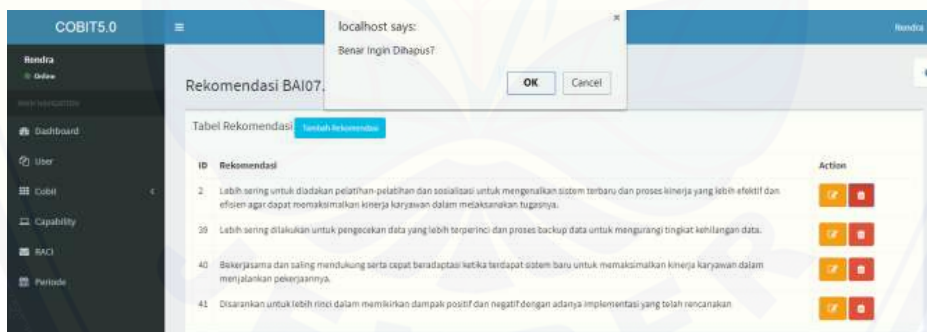 COBIT5.0
localhost says:
Benar Ingin Dihapus?
OK
Cancel
Rendra
Rendra
Online
MAIN NAVIGATION
Dashboard
User
Cobit
Capability
RACI
Periode
Rekomendasi BAI07.
Tabel Rekomendasi
Tambah Rekomendasi
ID Rekomendasi Action
2 Lebih sering untuk diadakan pelatihan-pelatihan dan sosialisasi untuk mengenalkan sistem terbaru dan proses kinerja yang lebih efektif dan
efisien agar dapat memaksimalkan kinerja karyawan dalam melaksanakan tugasnya.
39 Lebih sering dilakukan untuk pengecekan data yang lebih terperinci dan proses backup data untuk mengurangi tingkat kehilangan data.
40 Bekerjasama dan saling mendukung serta cepat beradaptasi ketika terdapat sistem baru untuk memaksimalkan kinerja karyawan dalam
menjalankan pekerjaannya.
41 Disarankan untuk lebih rinci dalam memikirkan dampak positif dan negatif dengan adanya implementasi yang telah rencanakan